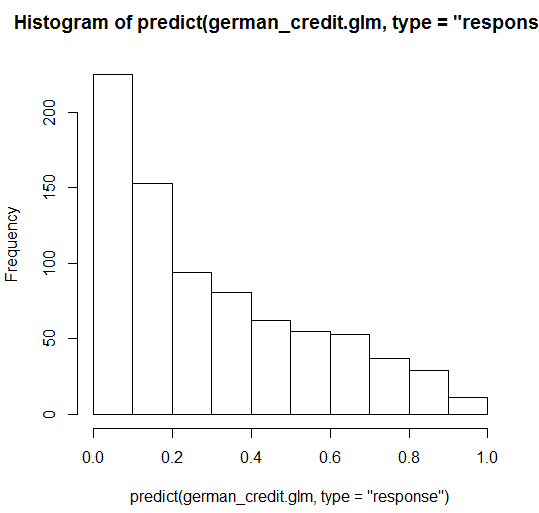 Histogram of predict(german_credit.glm, type = "respons
Frequency
200
150
100
50
0
0.0 0.2 0.4 0.6 0.8 1.0
predict(german_credit.glm, type = "response")